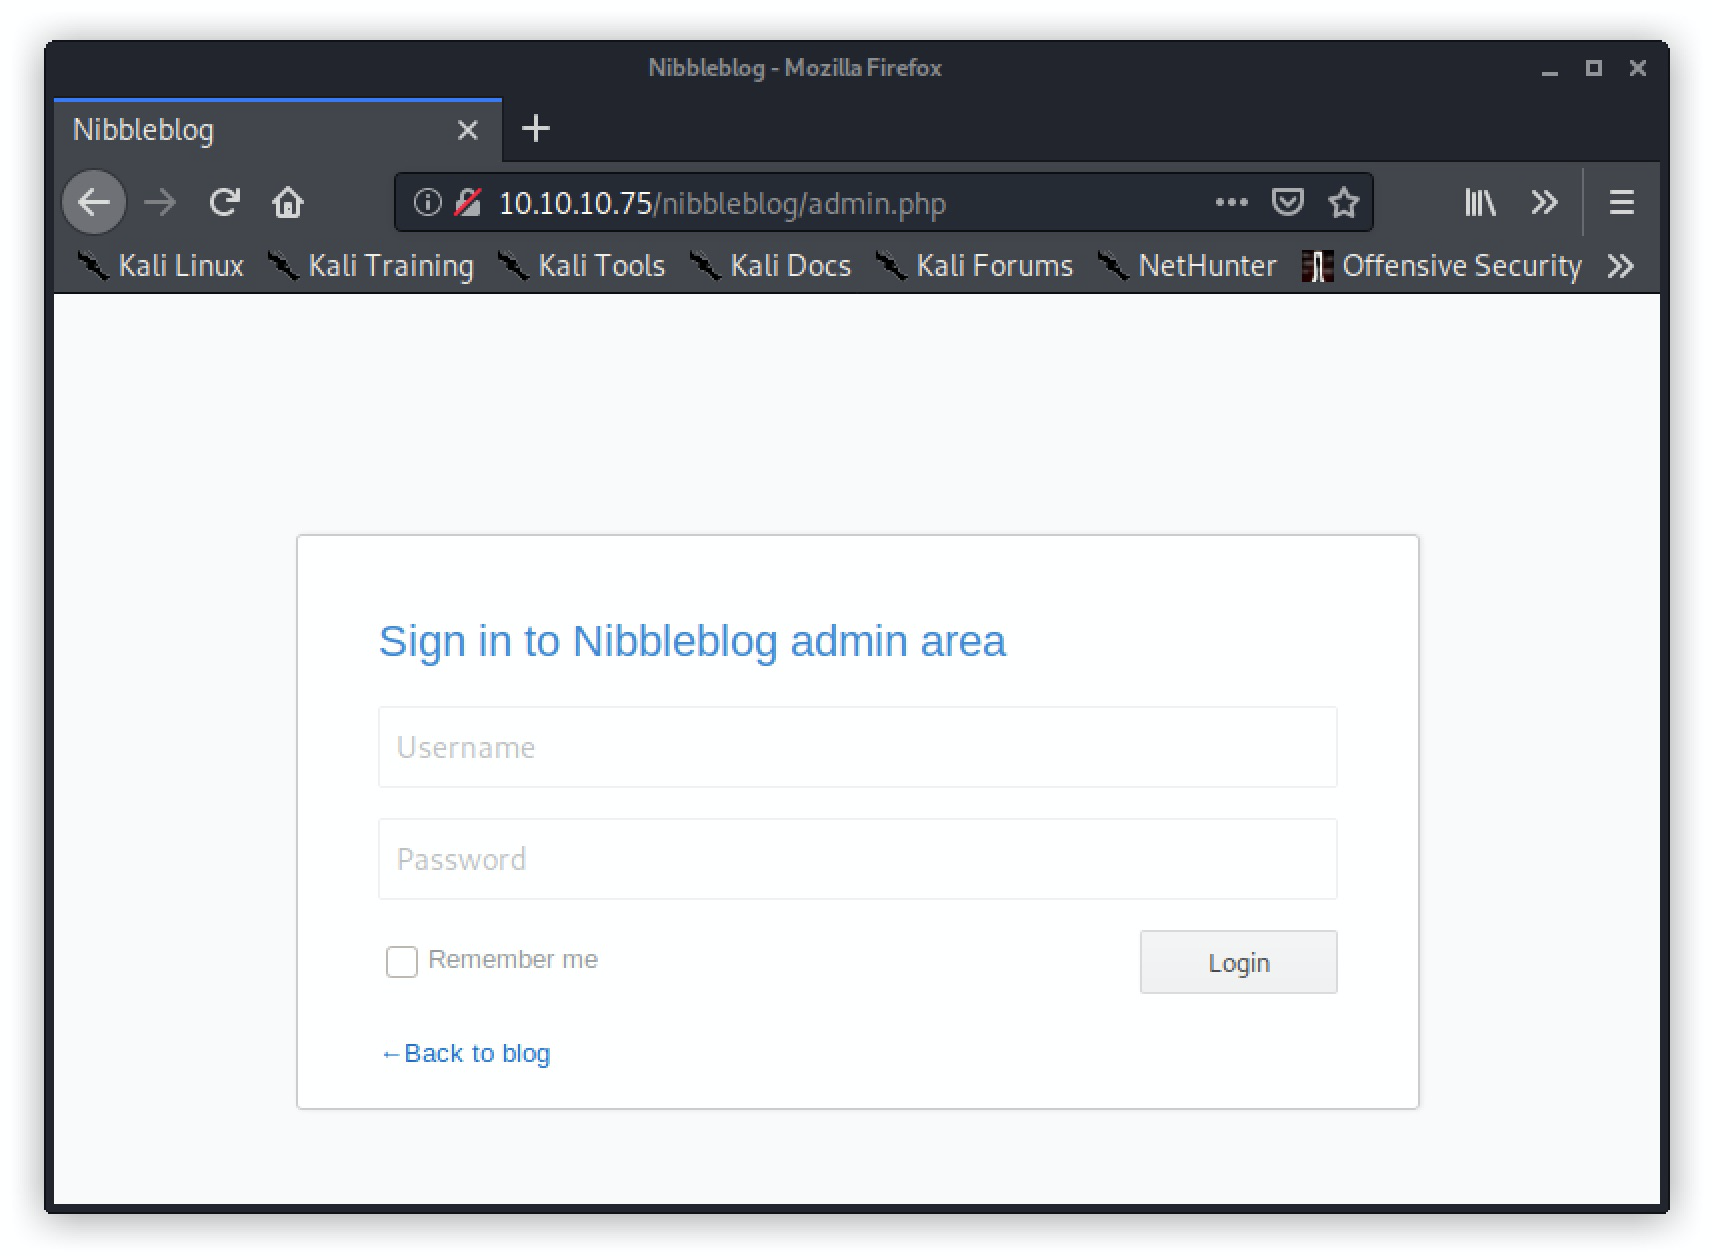 Nibbleblog - Mozilla Firefox
Nibbleblog
10.10.10.75/nibbleblog/admin.php
Kali Linux Kali Training Kali Tools Kali Docs Kali Forums NetHunter Offensive Security
Sign in to Nibbleblog admin area
Username
Password
Remember me
Login
←Back to blog